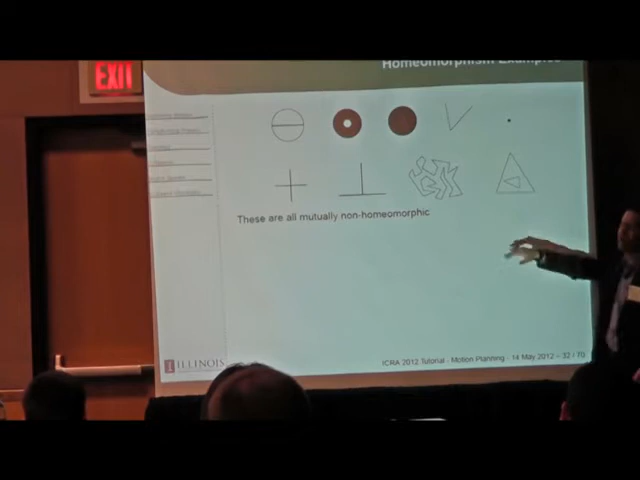 EXIT
Homeomorphism Examples
These are all mutually non-homeomorphic
I ILLINOIS
ICRA 2012 Tutorial - Motion Planning - 14 May 2012 – 32 / 70